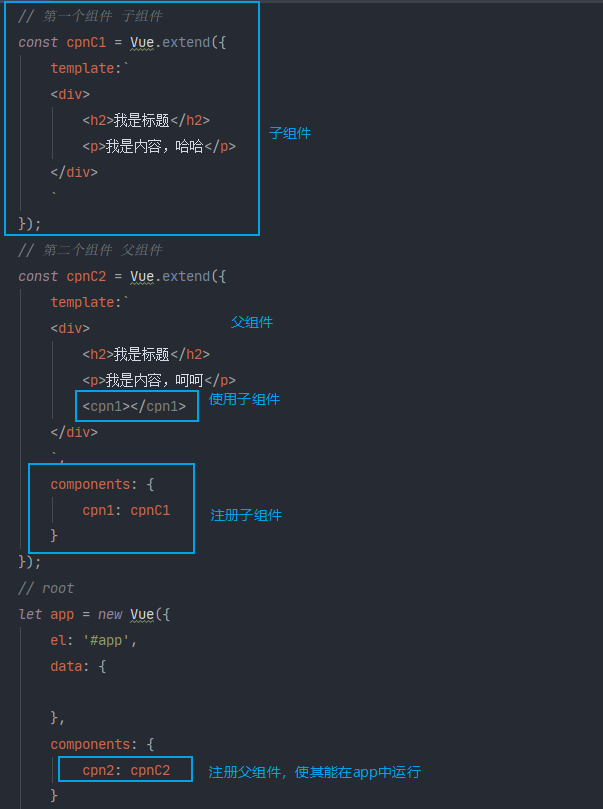 // 第一个组件 子组件
const cpnC1 = Vue.extend({
template:`
<div>
<h2>我是标题</h2>
子组件
<p>我是内容，哈哈</p>
</div>
`
});
// 第二个组件 父组件
const cpnC2 = Vue.extend({
template:`
<div>
父组件
<h2>我是标题</h2>
<p>我是内容，呵呵</p>
<cpn1></cpn1>
使用子组件
</div>
`,
components: {
cpn1: cpnC1
注册子组件
}
});
// root
let app = new Vue({
el: '#app',
data: {
},
components: {
cpn2: cpnC2
注册父组件，使其能在app中运行
}